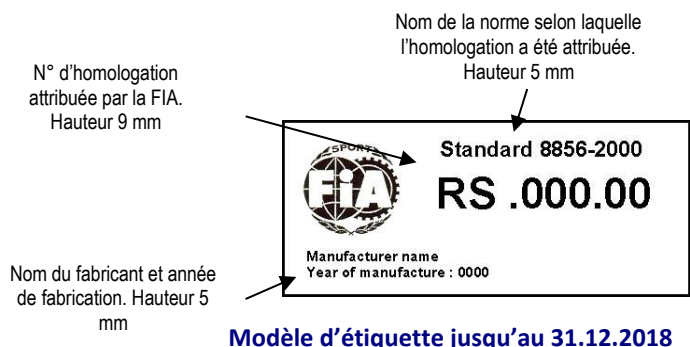 Nom de la norme selon laquelle
l'homologation a été attribuée.
Hauteur 5 mm
N° d'homologation
attribuée par la FIA.
Hauteur 9 mm
SPORT
FiA
Standard 8856-2000
RS .000.00
Manufacturer name
Year of manufacture : 0000
Nom du fabricant et année
de fabrication. Hauteur 5
mm
Modèle d'étiquette jusqu'au 31.12.2018